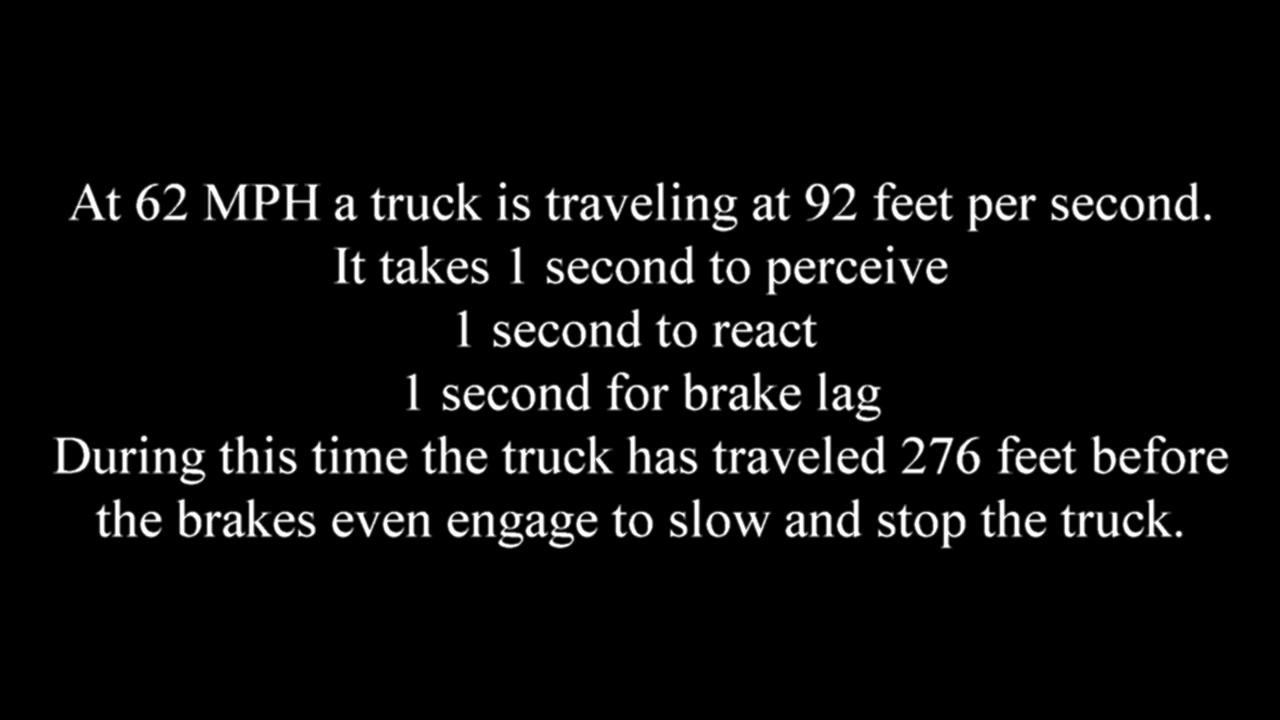 At 62 MPH a truck is traveling at 92 feet per second.
It takes 1 second to perceive
1 second to react
1 second for brake lag
During this time the truck has traveled 276 feet before
the brakes even engage to slow and stop the truck.